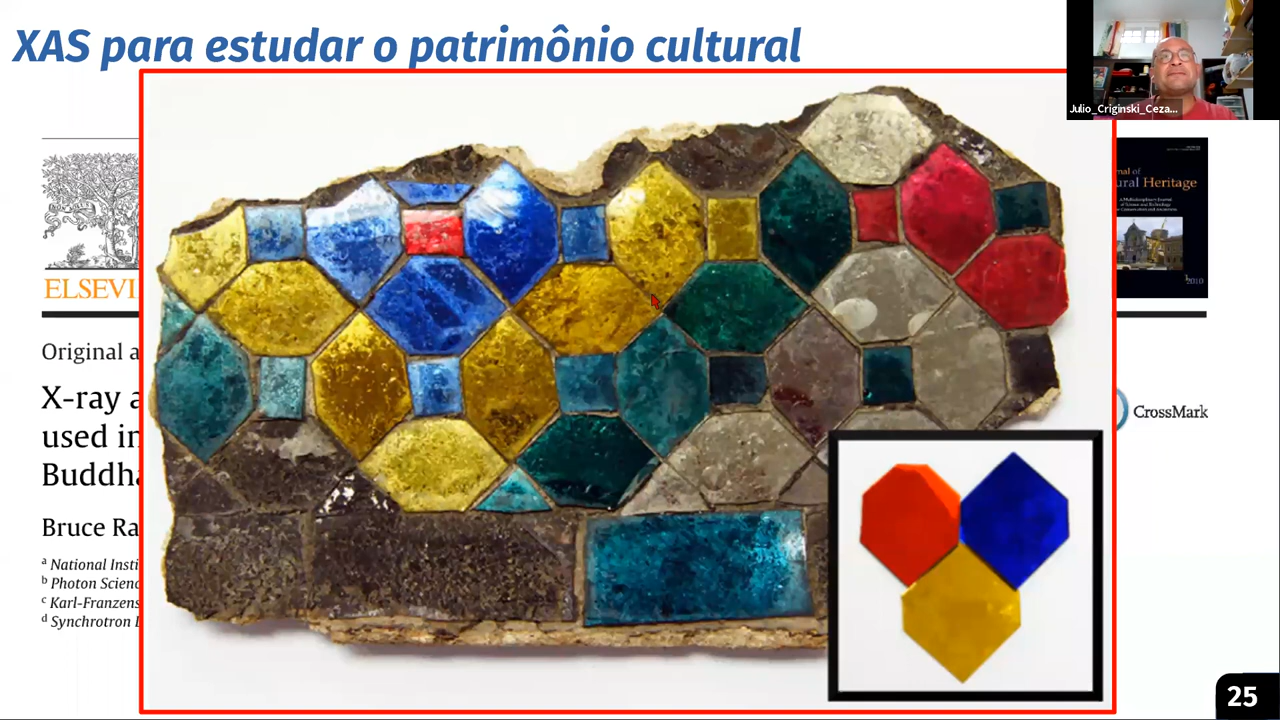 XAS para estudar o patrimônio cultural
Julio_Criginski_Ceza...
ural Heritage
2010
ELSEVI
CrossMark
Original a
X-ray a
used in
Buddha
Bruce Ra
a National Insti
b Photon Scienc
c Karl-Franzens
d Synchrotron L
25